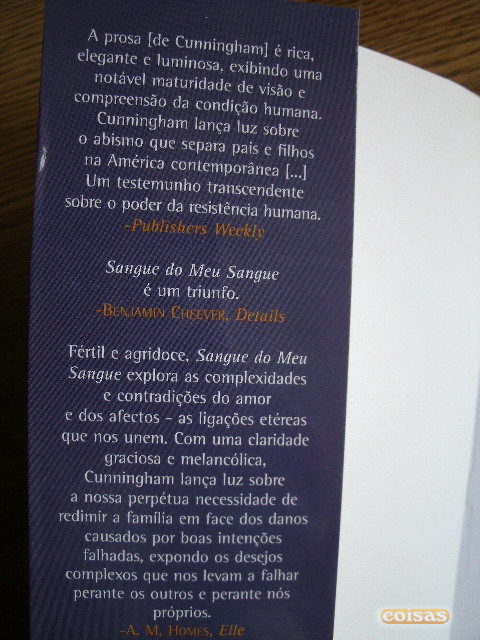 A prosa [de Cunningham] é rica,
elegante e luminosa, exibindo uma
notável maturidade de visão e
compreensão da condição humana.
Cunningham lança luz sobre
o abismo que separa pais e filhos
na América contemporânea [...]
Um testemunho transcendente
sobre o poder da resistência humana.
-Publishers Weekly
Sangue do Meu Sangue
é um triunfo.
-BENJAMIN CHEEVER, Details
Fértil e agridoce, Sangue do Meu
Sangue explora as complexidades
e contradições do amor
e dos afectos - as ligações etéreas
que nos unem. Com uma claridade
graciosa e melancólica,
Cunningham lança luz sobre
a nossa perpétua necessidade de
redimir a família em face dos danos
causados por boas intenções
falhadas, expondo os desejos
complexos que nos levam a falhar
perante os outros e perante nós
próprios.
-A. M. HOMES, Elle
coisas